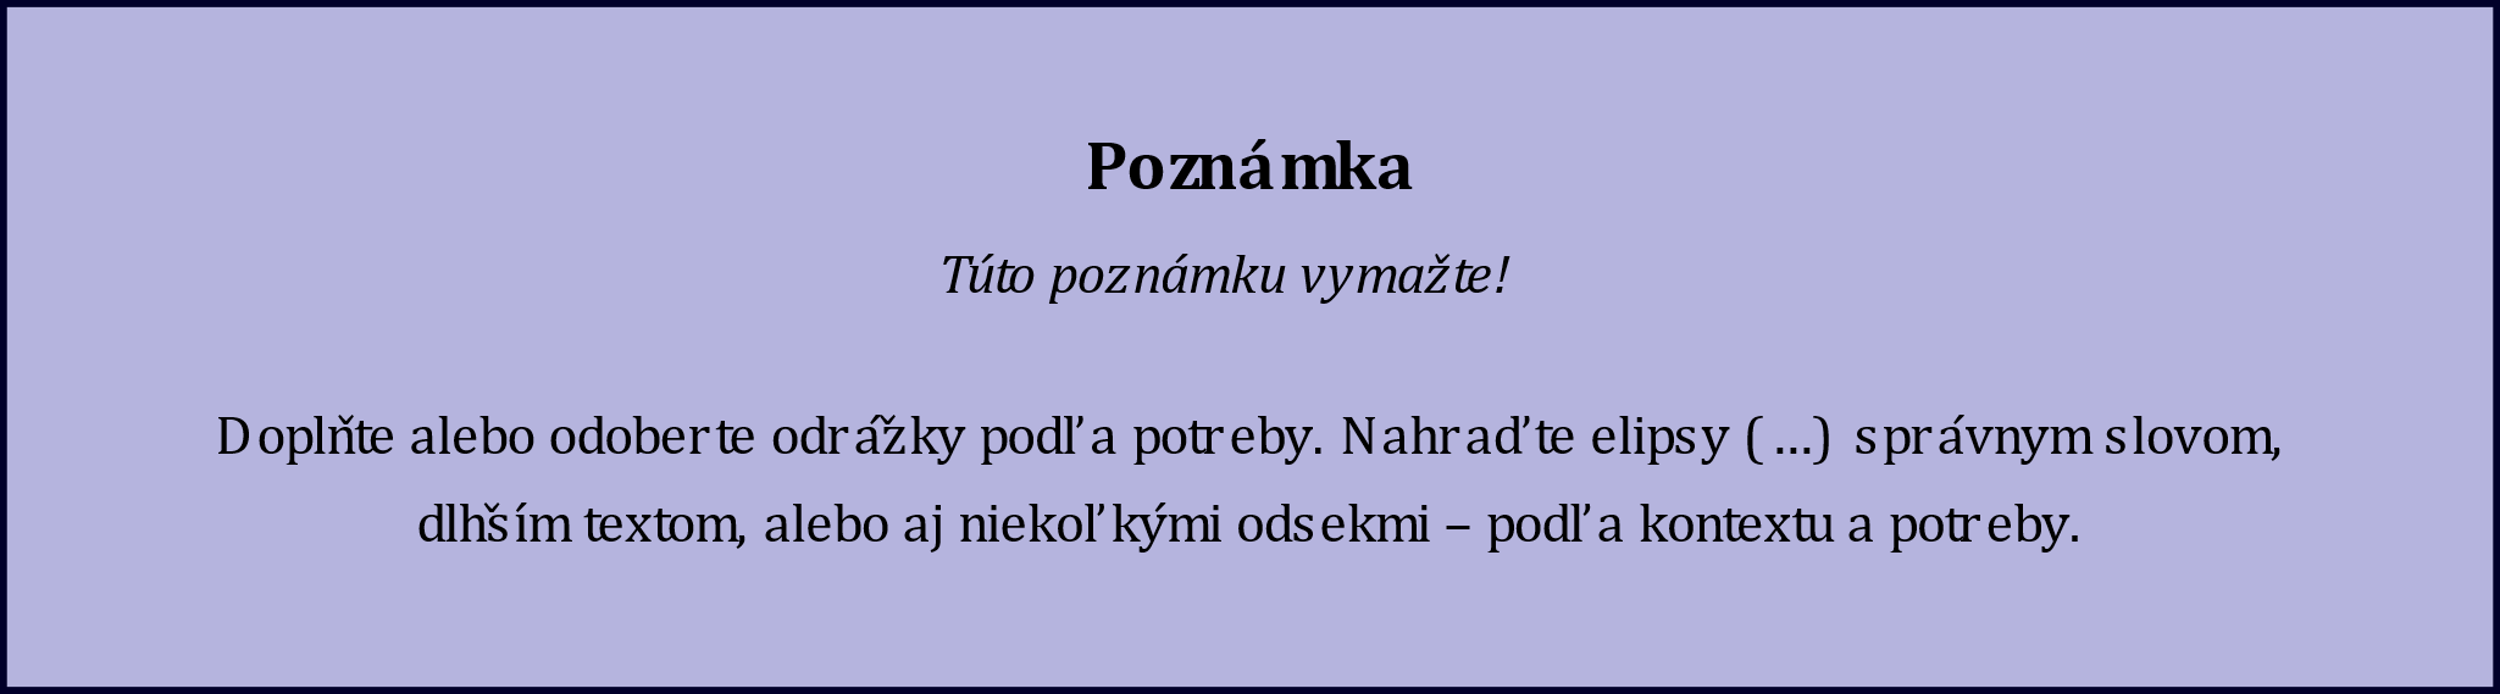 Poznámka
Túto poznámku vymažte!
Doplňte alebo odoberte odrážky podľa potreby. Nahraďte elipsy (…) správnym slovom,
dlhším textom, alebo aj niekoľkými odsekmi – podľa kontextu a potreby.